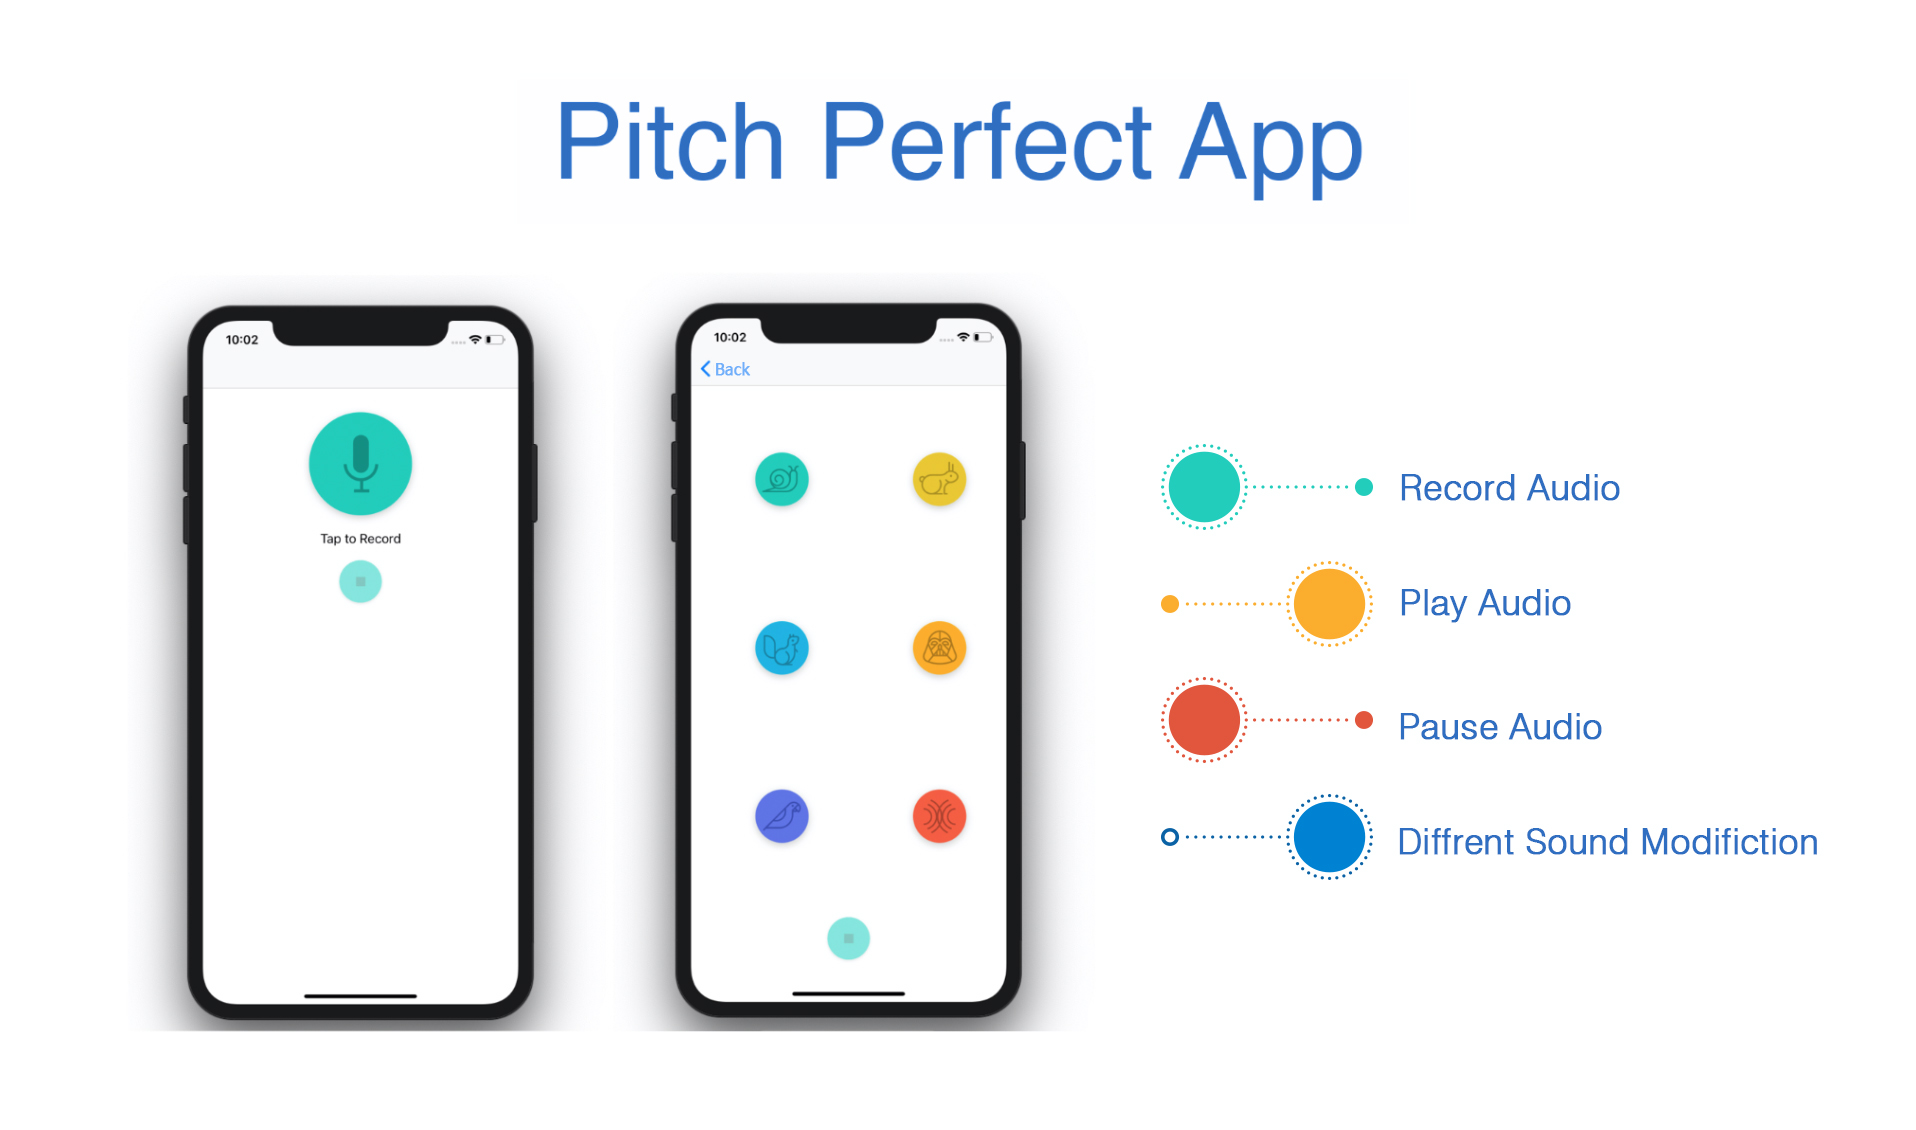 Pitch Perfect App
10:02
Tap to Record
10:02
Back
Record Audio
Play Audio
Pause Audio
Diffrent Sound Modifiction